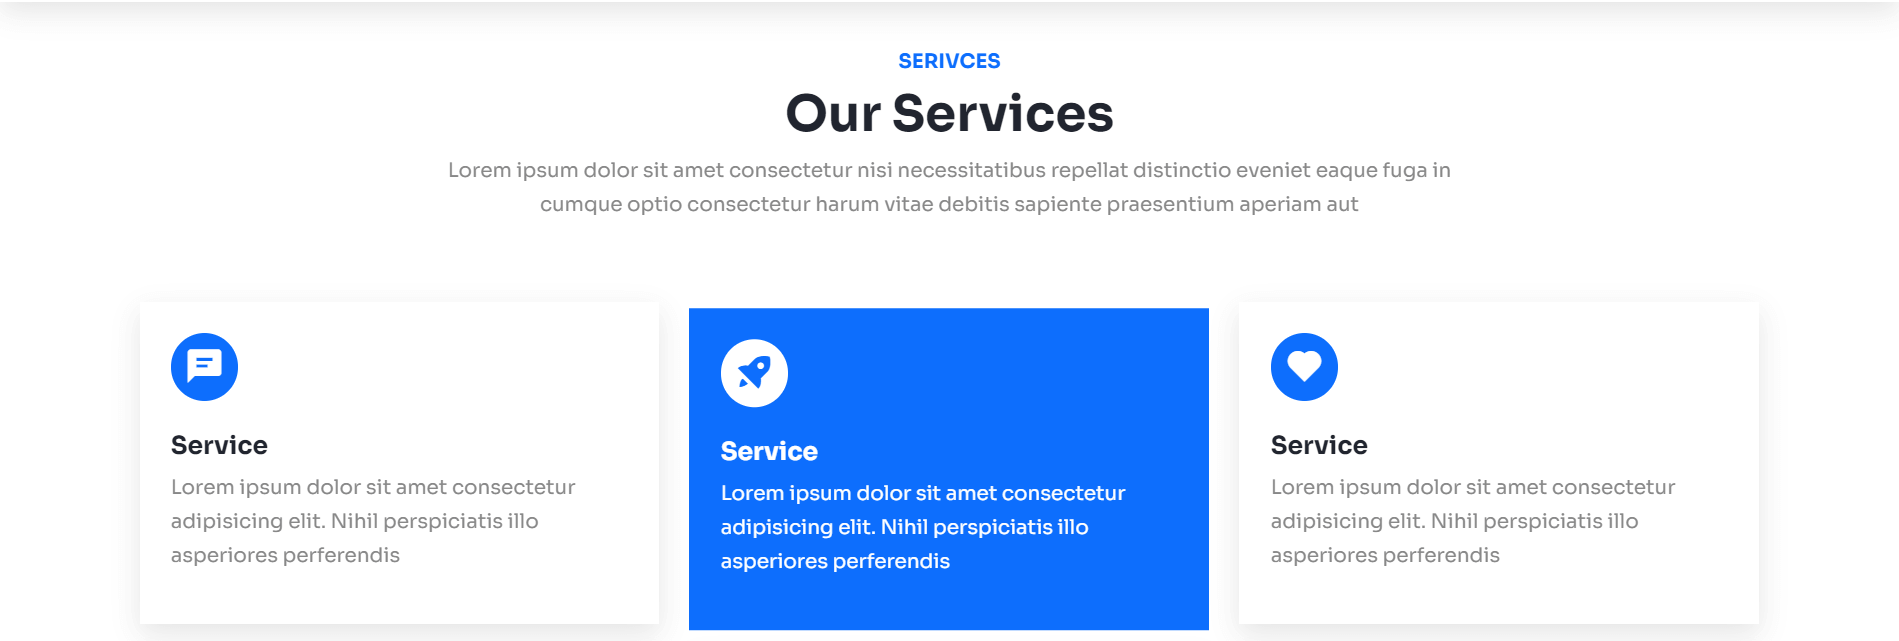 SERIVCES
Our Services
Lorem ipsum dolor sit amet consectetur nisi necessitatibus repellat distinctio eveniet eaque fuga in
cumque optio consectetur harum vitae debitis sapiente praesentium aperiam aut
Service
Lorem ipsum dolor sit amet consectetur
adipisicing elit. Nihil perspiciatis illo
asperiores perferendis
Service
Lorem ipsum dolor sit amet consectetur
adipisicing elit. Nihil perspiciatis illo
asperiores perferendis
Service
Lorem ipsum dolor sit amet consectetur
adipisicing elit. Nihil perspiciatis illo
asperiores perferendis